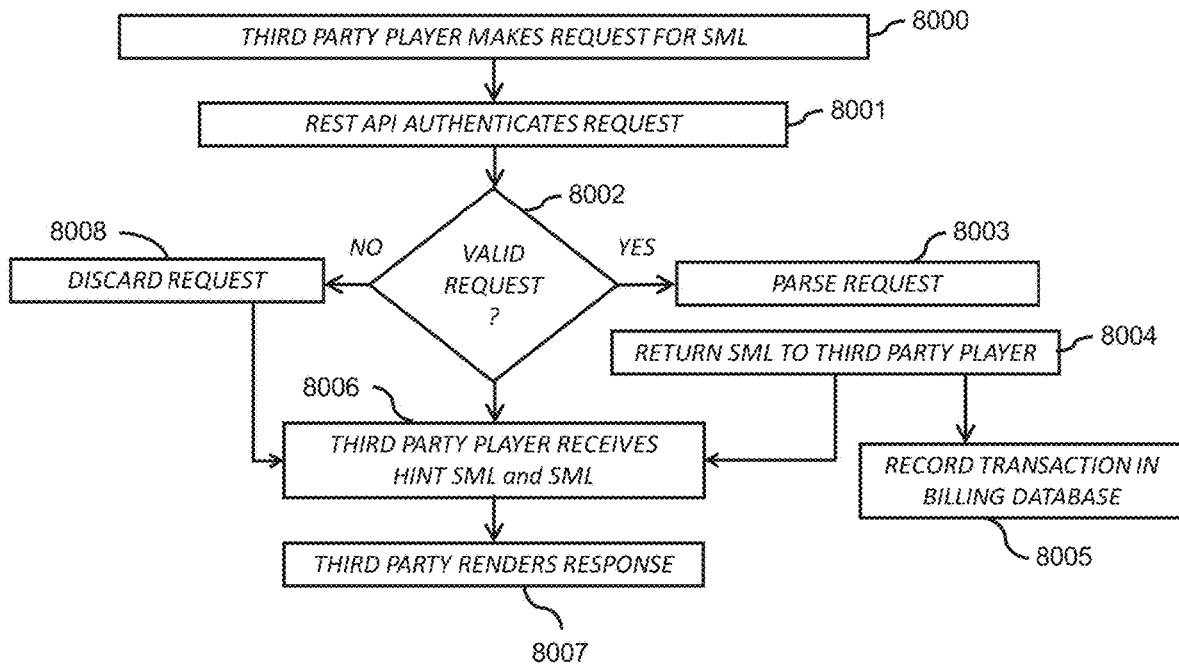 8000
THIRD PARTY PLAYER MAKES REQUEST FOR SML
8001
REST API AUTHENTICATES REQUEST
8002
8008
NO
YES
8003
VALID
REQUEST
?
DISCARD REQUEST
PARSE REQUEST
8004
RETURN SML TO THIRD PARTY PLAYER
8006
THIRD PARTY PLAYER RECEIVES
HINT SML and SML
RECORD TRANSACTION IN
BILLING DATABASE
8005
THIRD PARTY RENDERS RESPONSE
8007